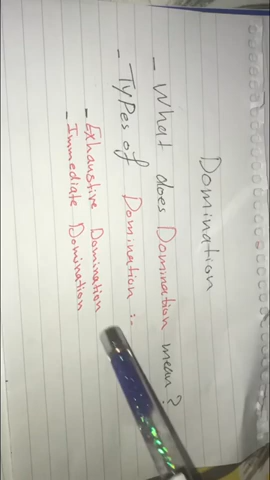 Domination
- What does Domination mean?
- Types of Domination :-
- Exhaustive Domination
- Immediate Domination